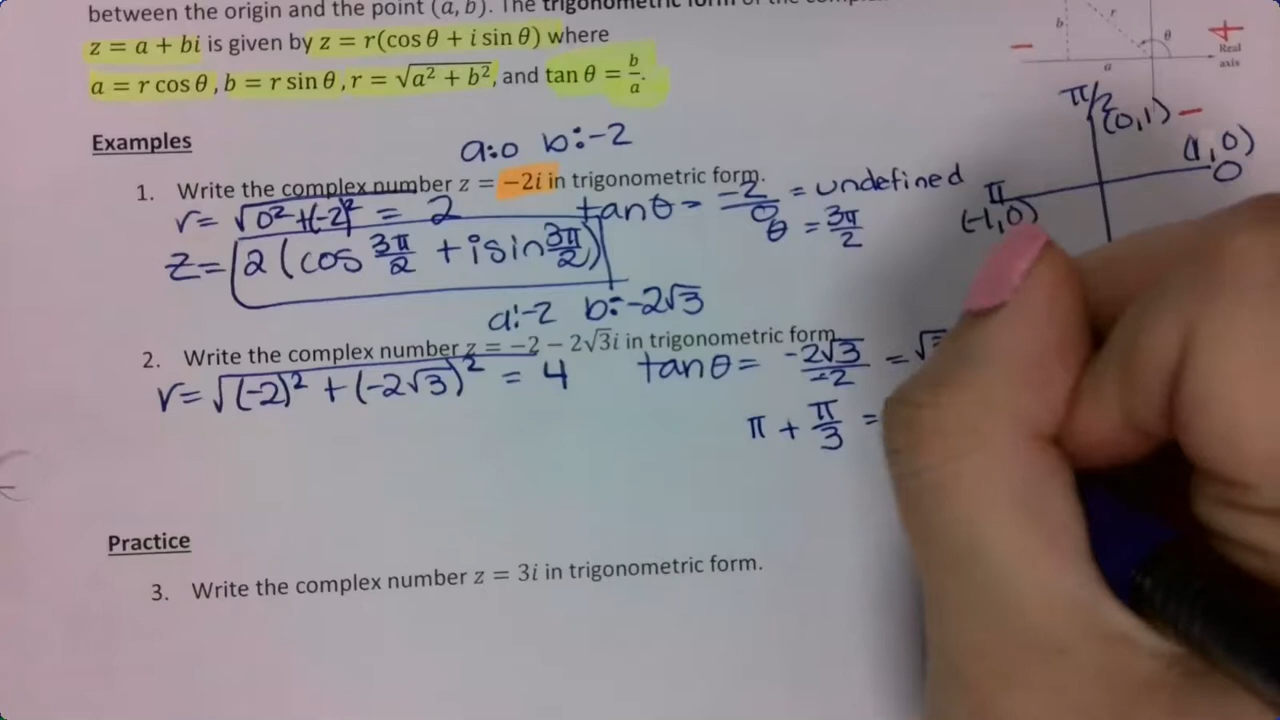 between the origin and the point (a, b). The trigonometric form of the
z = a + bi is given by z = r(cos θ + i sin θ) where
a = r cos θ , b = r sin θ , r = √(a² + b²), and tan θ = b/a.
b
r
θ
a
Real
axis
−
+
Examples
a:0 b:-2
1. Write the complex number z = −2i in trigonometric form.
r = √(0²+(-2)²) = 2
tanθ = -2/0 = undefined
θ = 3π/2
z = 2(cos 3π/2 + i sin 3π/2)
π/2
(0,1)
−
(1,0)
0
π
(-1,0)
a:-2 b:-2√3
2. Write the complex number z = −2 − 2√3i in trigonometric form
r = √((-2)² + (-2√3)²) = 4
tanθ = -2√3/-2 = √
π + π/3 =
Practice
3. Write the complex number z = 3i in trigonometric form.